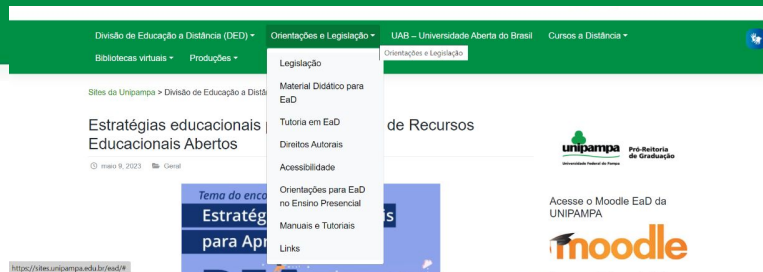 Divisão de Educação a Distância (DED)
Orientações e Legislação
UAB – Universidade Aberta do Brasil
Cursos a Distância
Bibliotecas virtuais
Produções
Orientações e Legislação
Legislação
Material Didático para
EaD
Tutoria em EaD
Direitos Autorais
Acessibilidade
Orientações para EaD
no Ensino Presencial
Manuais e Tutoriais
Links
Sites da Unipampa > Divisão de Educação a Distâ
Estratégias educacionais
de Recursos
Educacionais Abertos
maio 9, 2023
Geral
Tema do enco
Estratég
is
para Apr
unipampa
Universidade Federal do Pampa
Pró-Reitoria
de Graduação
Acesse o Moodle EaD da
UNIPAMPA
moodle
https://sites.unipampa.edu.br/ead/#